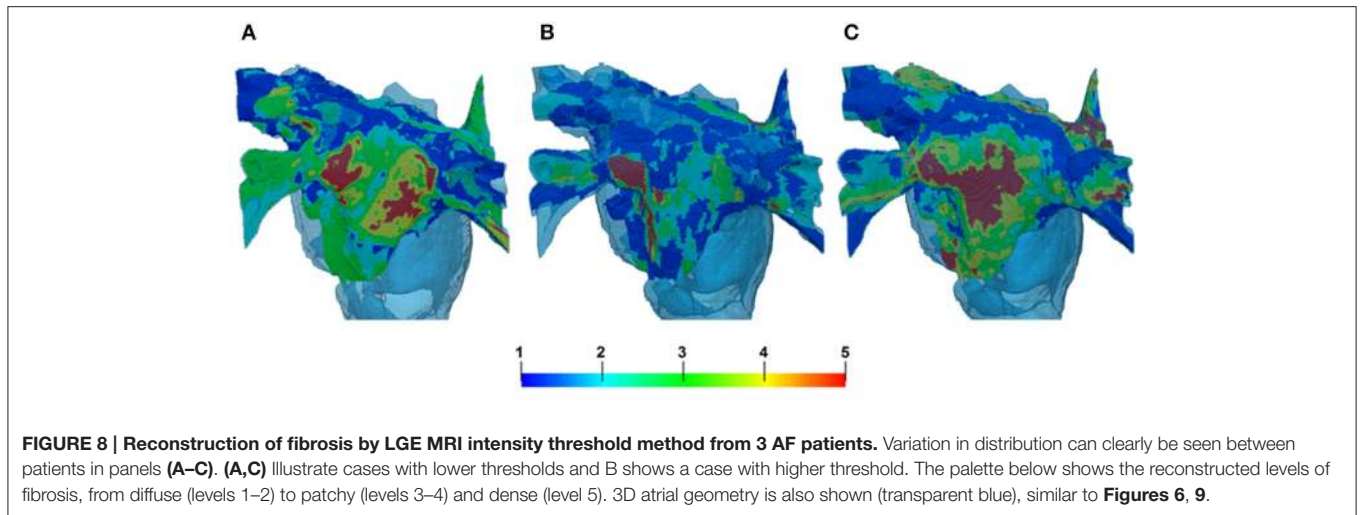 A B C
1 2 3 4 5
FIGURE 8 | Reconstruction of fibrosis by LGE MRI intensity threshold method from 3 AF patients. Variation in distribution can clearly be seen between
patients in panels (A–C). (A,C) Illustrate cases with lower thresholds and B shows a case with higher threshold. The palette below shows the reconstructed levels of
fibrosis, from diffuse (levels 1–2) to patchy (levels 3–4) and dense (level 5). 3D atrial geometry is also shown (transparent blue), similar to Figures 6, 9.